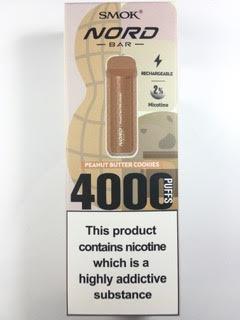 SMOK
NORD
BAR
RECHARGEABLE
2%
Nicotine
NORD
PEANUT BUTTER COOKIES
4000 PUFFS
This product
contains nicotine
which is a
highly addictive
substance